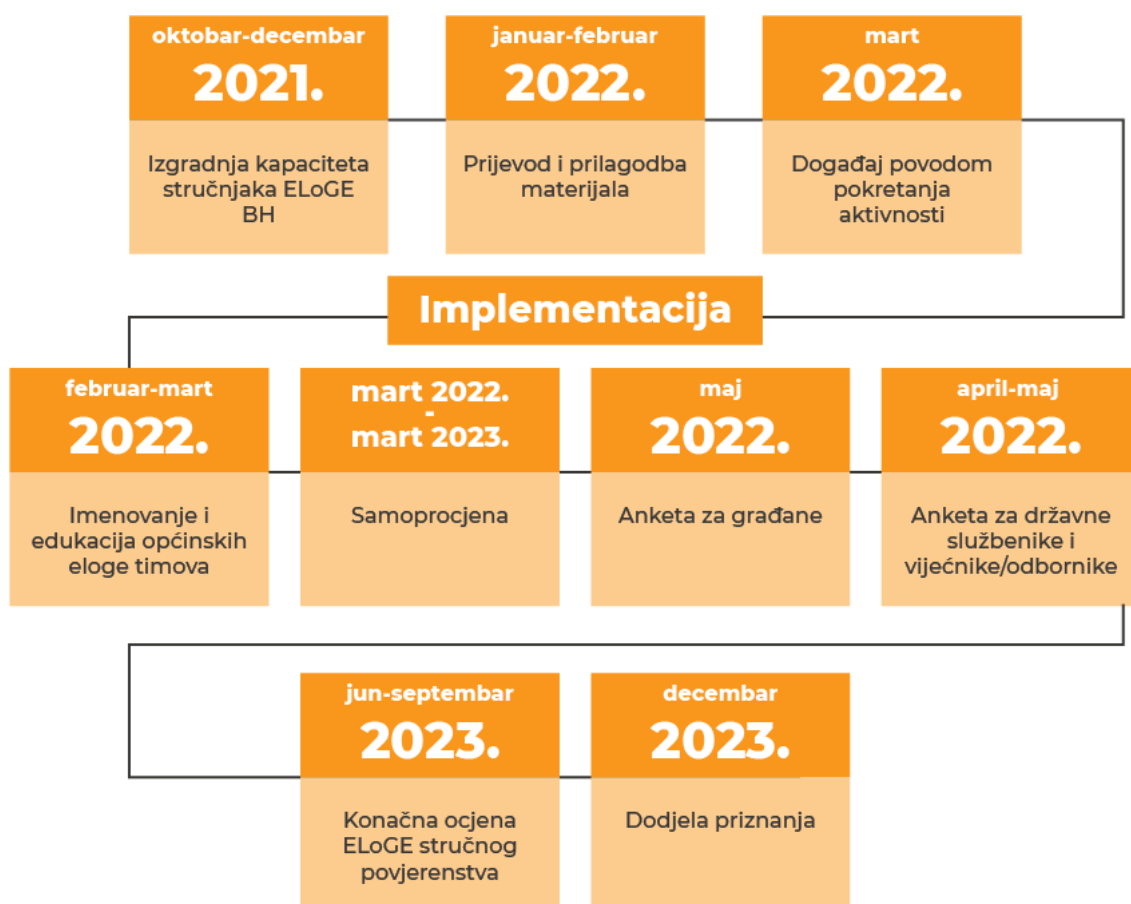 oktobar-decembar
2021.
Izgradnja kapaciteta
stručnjaka ELoGE
BH
januar-februar
2022.
Prijevod i prilagodba
materijala
mart
2022.
Događaj povodom
pokretanja
aktivnosti
Implementacija
februar-mart
2022.
Imenovanje i
edukacija općinskih
eloge timova
mart 2022.
-
mart 2023.
Samoprocjena
maj
2022.
Anketa za građane
april-maj
2022.
Anketa za državne
službenike i
vijećnike/odbornike
jun-septembar
2023.
Konačna ocjena
ELoGE stručnog
povjerenstva
decembar
2023.
Dodjela priznanja